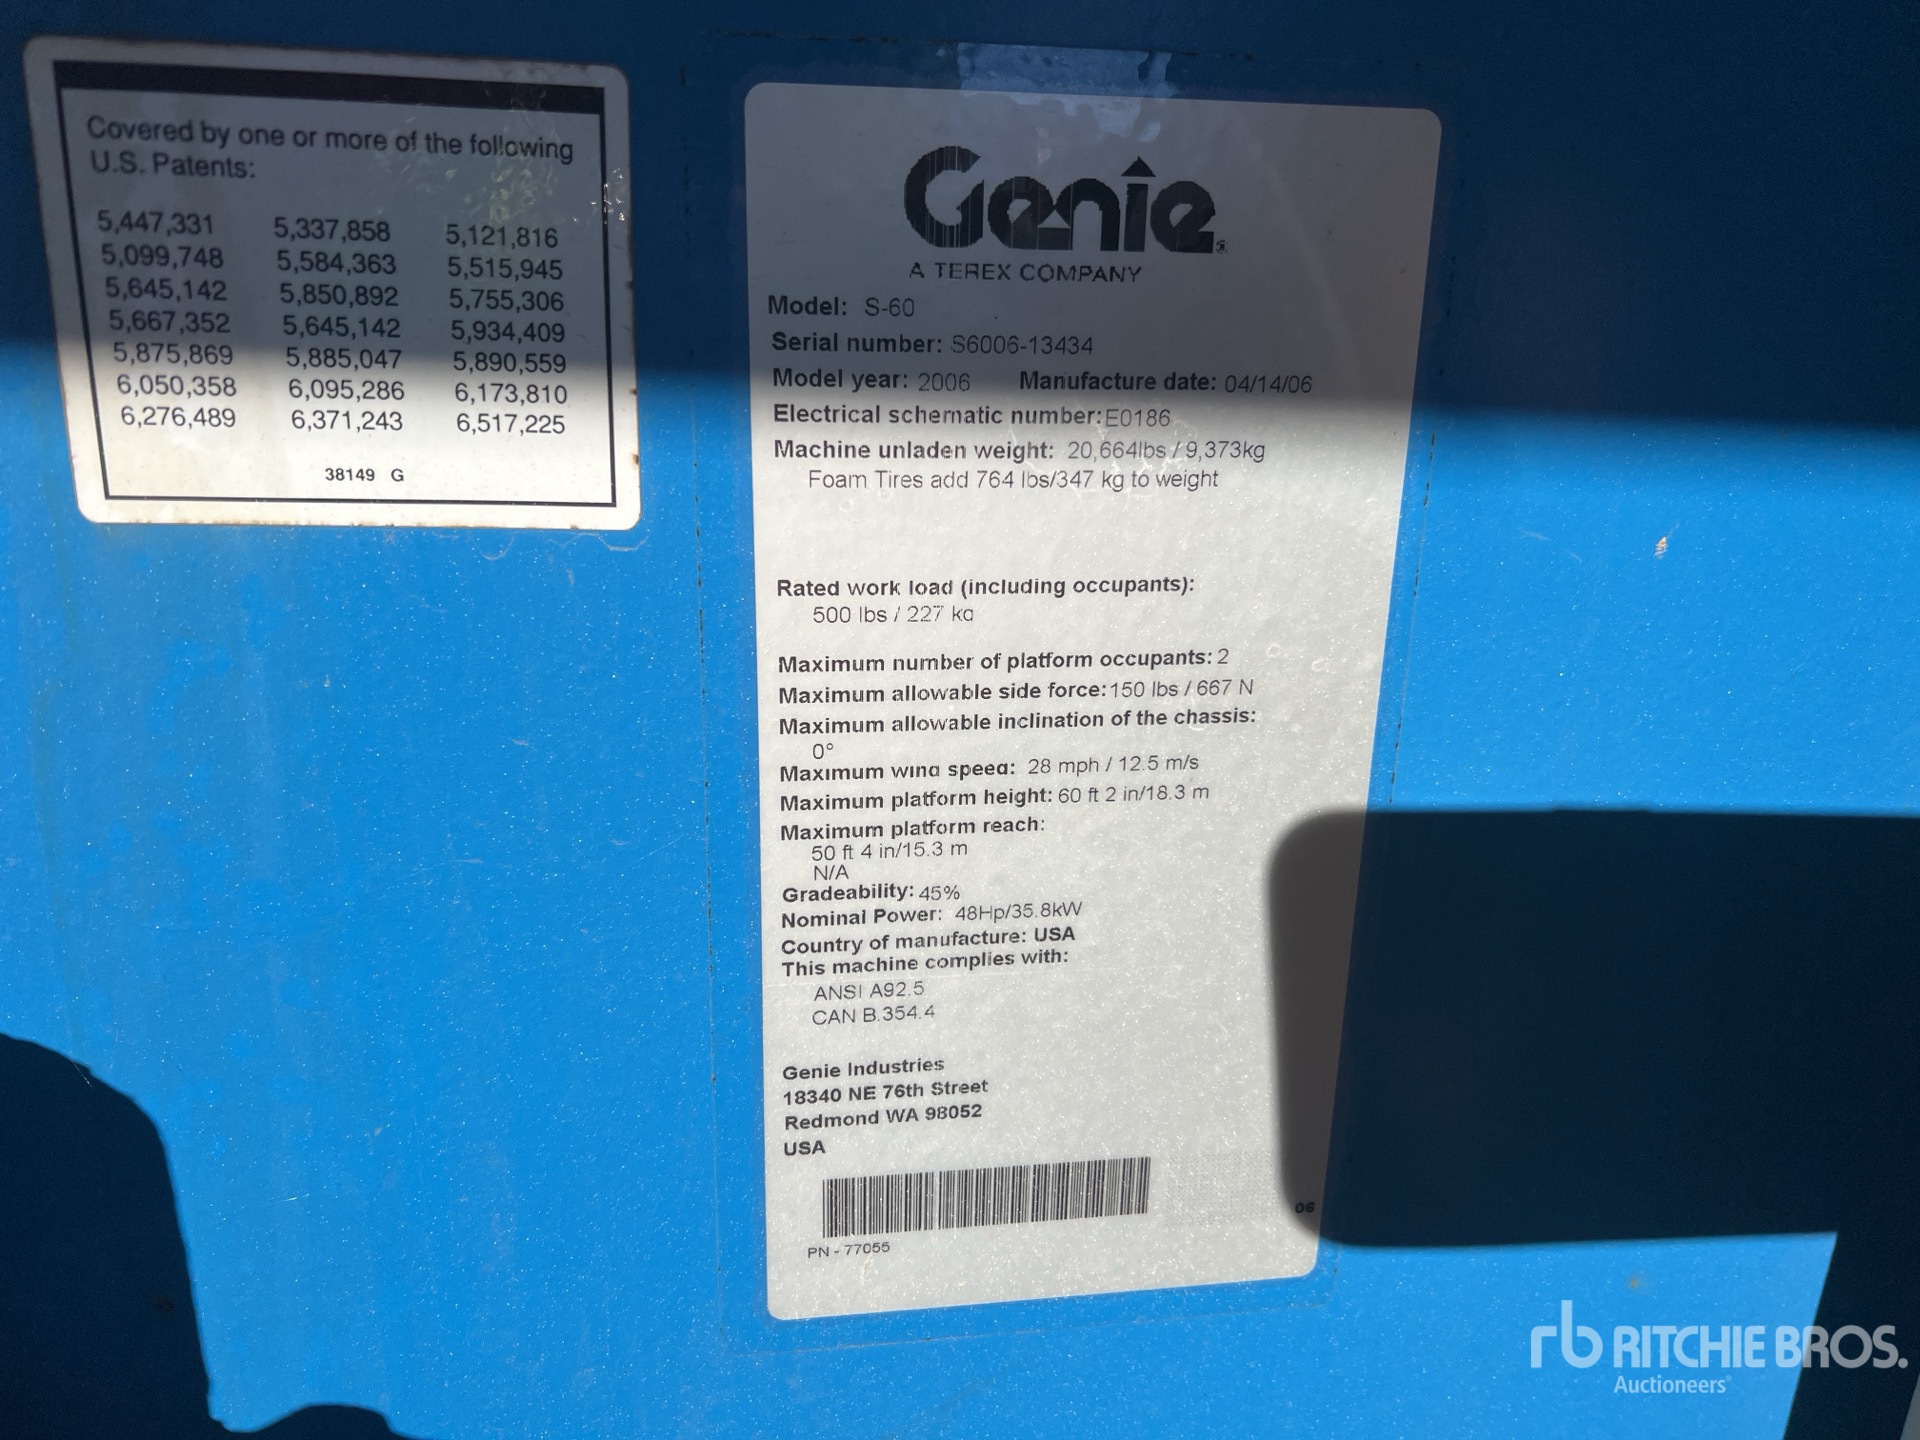 Covered by one or more of the following
U.S. Patents:
5,447,331 5,337,858 5,121,816
5,099,748 5,584,363 5,515,945
5,645,142 5,850,892 5,755,306
5,667,352 5,645,142 5,934,409
5,875,869 5,885,047 5,890,559
6,050,358 6,095,286 6,173,810
6,276,489 6,371,243 6,517,225
38149 G
Genie
A TEREX COMPANY
Model: S-60
Serial number: S6006-13434
Model year: 2006 Manufacture date: 04/14/06
Electrical schematic number: E0186
Machine unladen weight: 20,664lbs / 9,373kg
Foam Tires add 764 lbs/347 kg to weight
Rated work load (including occupants):
500 lbs / 227 kg
Maximum number of platform occupants: 2
Maximum allowable side force: 150 lbs / 667 N
Maximum allowable inclination of the chassis:
0°
Maximum wind speed: 28 mph / 12.5 m/s
Maximum platform height: 60 ft 2 in/18.3 m
Maximum platform reach:
50 ft 4 in/15.3 m
N/A
Gradeability: 45%
Nominal Power: 48Hp/35.8kW
Country of manufacture: USA
This machine complies with:
ANSI A92.5
CAN B.354.4
Genie Industries
18340 NE 76th Street
Redmond WA 98052
USA
06
PN - 77055
rb RITCHIE BROS.
Auctioneers